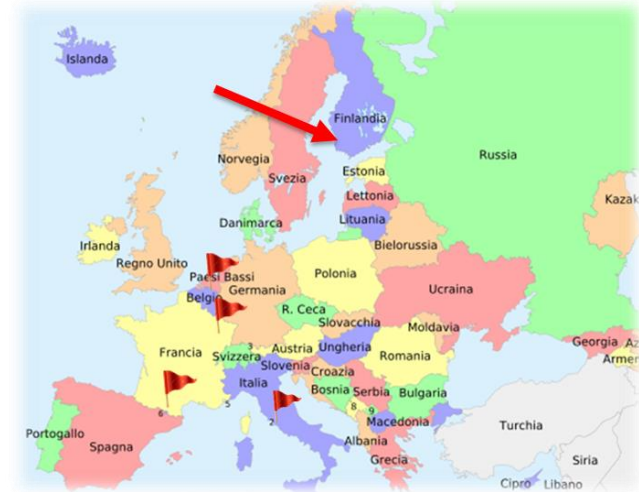 Islanda
Finlandia
Norvegia
Svezia
Russia
Estonia
Lettonia
Lituania
Kazak
Danimarca
Bielorussia
Irlanda
Regno Unito
Paesi Bassi
Germania
Polonia
Belgio
Ucraina
R. Ceca
Slovacchia
Moldavia
Francia
Svizzera
3
Austria
Ungheria
Romania
Georgia
Az
Armer
Slovenia
Croazia
Italia
Bosnia
Serbia
Bulgaria
5
6
2
8
9
Macedonia
Portogallo
Spagna
Albania
Grecia
Turchia
Siria
Cipro
Libano